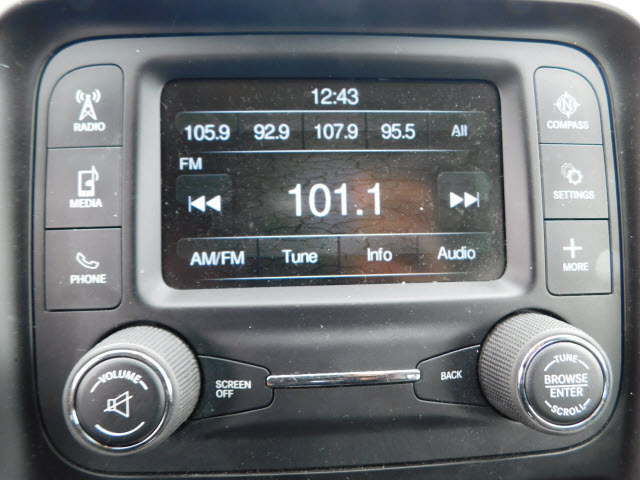 12:43
105.9 92.9 107.9 95.5 All
FM
101.1
AM/FM Tune Info Audio
RADIO
MEDIA
PHONE
N
COMPASS
SETTINGS
MORE
VOLUME
SCREEN
OFF
BACK
TUNE
BROWSE
ENTER
SCROLL